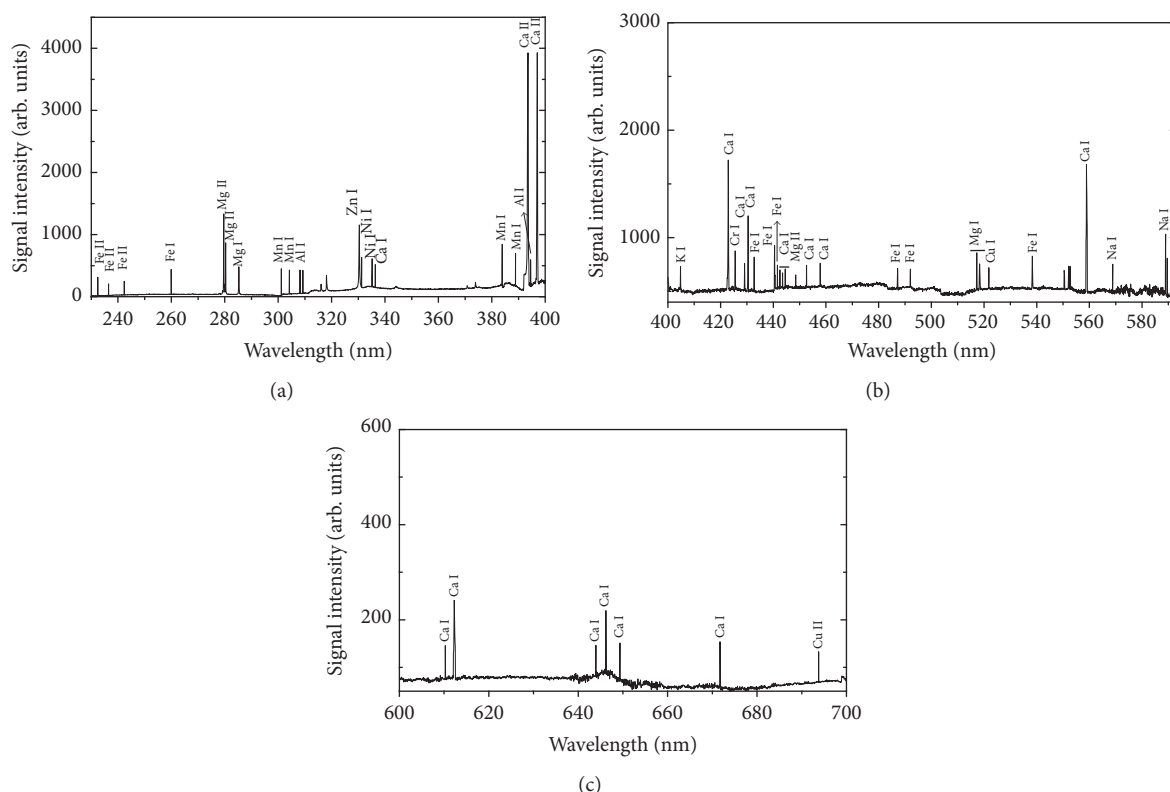 4000
3000
2000
1000
0
Signal intensity (arb. units)
Fe II
Fe II
Fe II
Fe I
Mg II
Mg II
Mg I
Mn I
Mn I
Al I
Zn I
Ni I
Ni I
Ca I
Mn I
Mn I
Al I
Ca II
Ca II
240 260 280 300 320 340 360 380 400
Wavelength (nm)
(a)
3000
2000
1000
Signal intensity (arb. units)
K I
Ca I
Cr I
Ca I
Ca I
Fe I
Fe I
Fe I
Ca I
Mg II
Ca I
Ca I
Fe I
Fe I
Mg I
Cu I
Fe I
Ca I
Na I
Na I
400 420 440 460 480 500 520 540 560 580
Wavelength (nm)
(b)
600
400
200
Signal intensity (arb. units)
Ca I
Ca I
Ca I
Ca I
Ca I
Ca I
Cu II
600 620 640 660 680 700
Wavelength (nm)
(c)